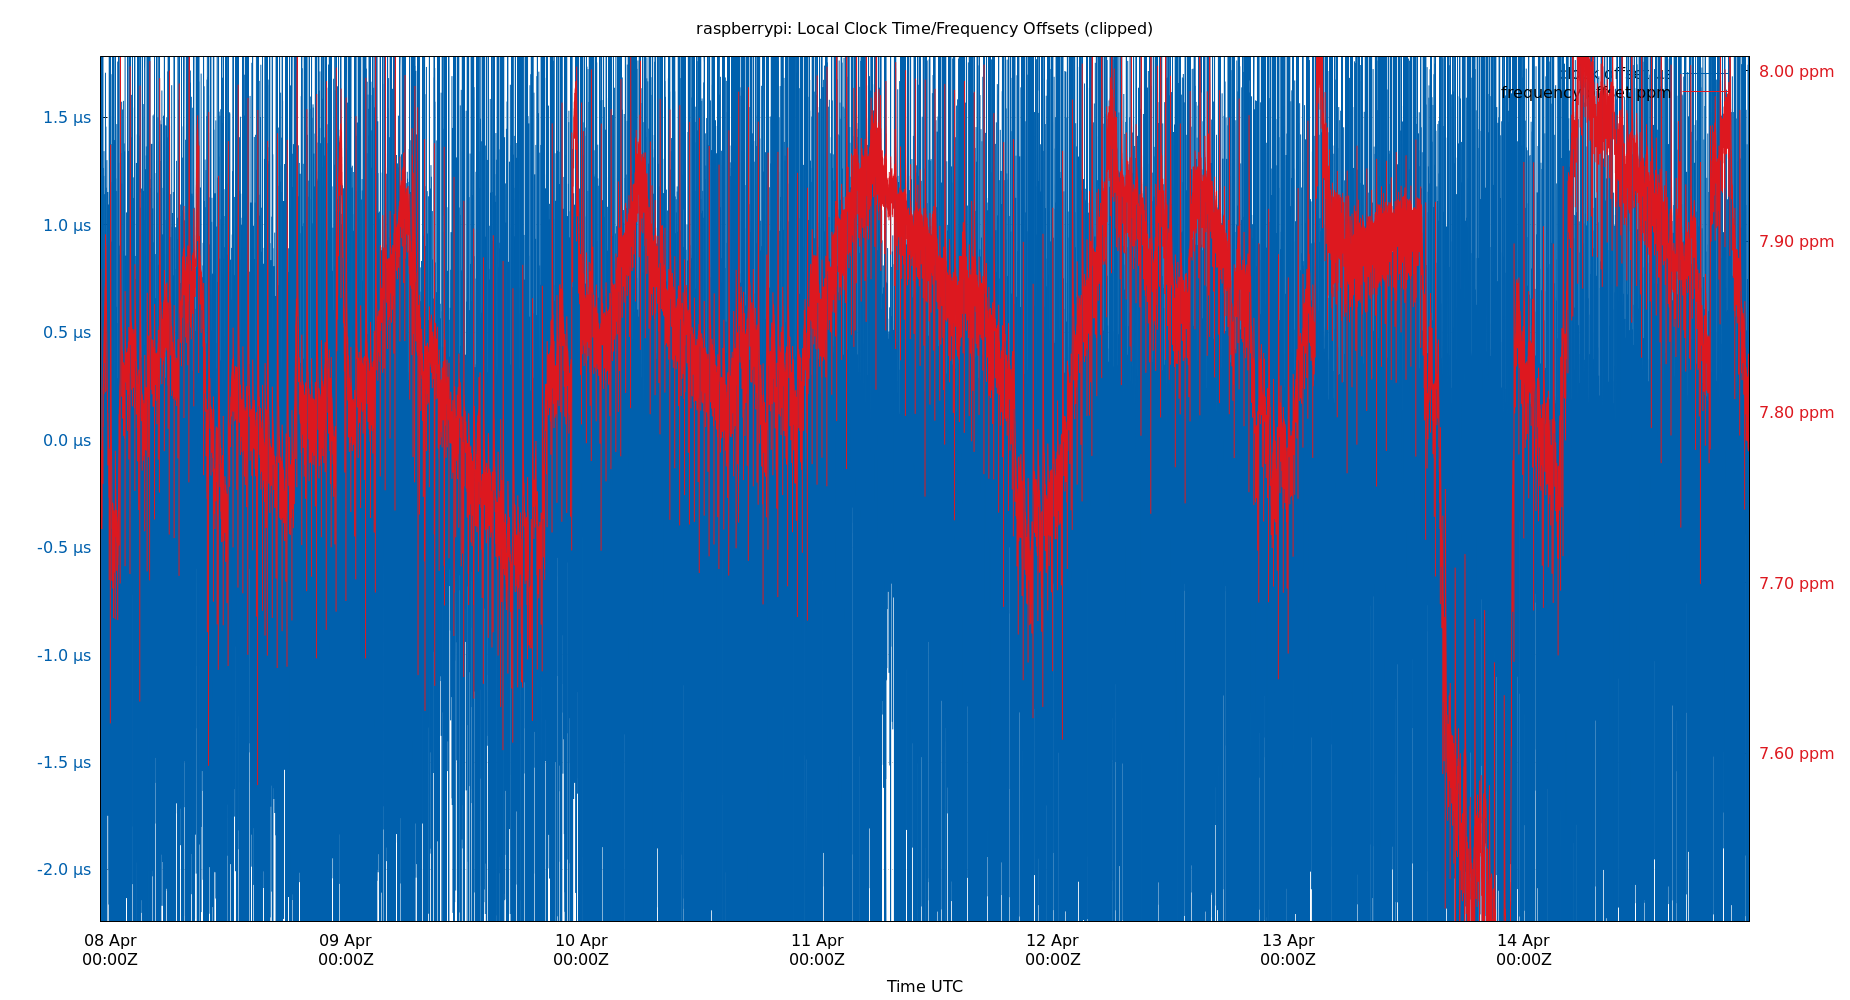 raspberrypi: Local Clock Time/Frequency Offsets (clipped)
clock offset µs
frequency offset ppm
1.5 µs
1.0 µs
0.5 µs
0.0 µs
-0.5 µs
-1.0 µs
-1.5 µs
-2.0 µs
8.00 ppm
7.90 ppm
7.80 ppm
7.70 ppm
7.60 ppm
08 Apr
00:00Z
09 Apr
00:00Z
10 Apr
00:00Z
11 Apr
00:00Z
12 Apr
00:00Z
13 Apr
00:00Z
14 Apr
00:00Z
Time UTC